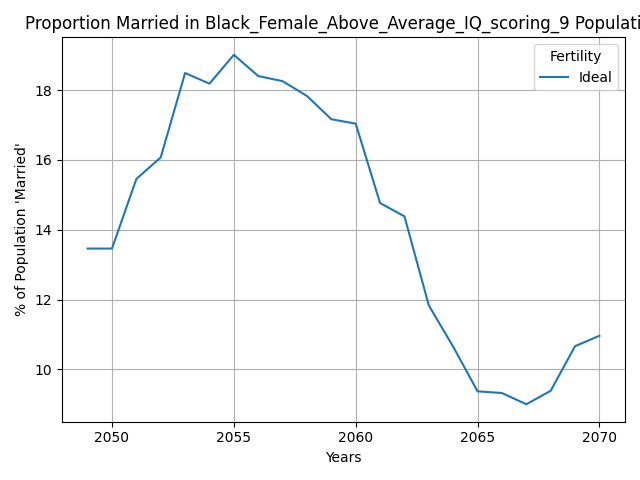 Proportion Married in Black_Female_Above_Average_IQ_scoring_9 Populati
Fertility
Ideal
% of Population 'Married'
18
16
14
12
10
2050 2055 2060 2065 2070
Years